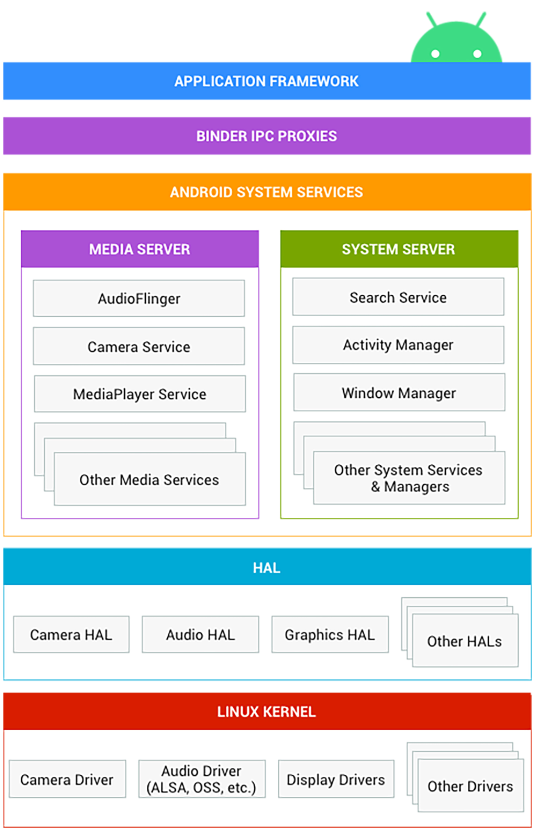 APPLICATION FRAMEWORK
BINDER IPC PROXIES
ANDROID SYSTEM SERVICES
MEDIA SERVER
AudioFlinger
Camera Service
MediaPlayer Service
Other Media Services
SYSTEM SERVER
Search Service
Activity Manager
Window Manager
Other System Services
& Managers
HAL
Camera HAL
Audio HAL
Graphics HAL
Other HALs
LINUX KERNEL
Camera Driver
Audio Driver
(ALSA, OSS, etc.)
Display Drivers
Other Drivers